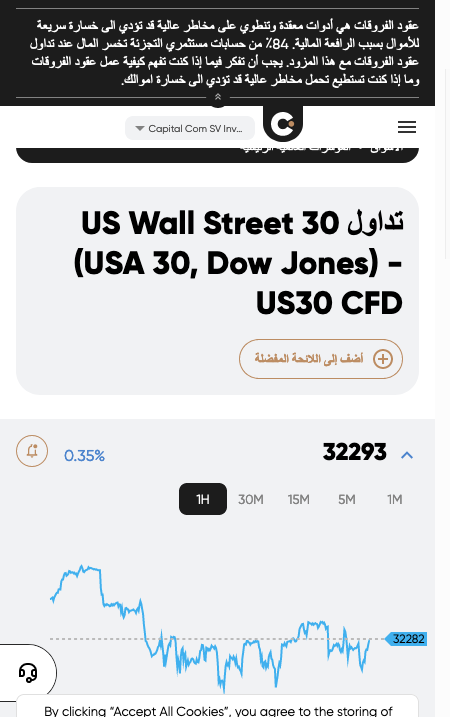 عقود الفروقات هي أدوات معقدة وتنطوي على مخاطر عالية قد تؤدي الى خسارة سريعة
للأموال بسبب الرافعة المالية. 84٪ من حسابات مستثمري التجزئة تخسر المال عند تداول
عقود الفروقات مع هذا المزود. يجب أن تفكر فيما إذا كنت تفهم كيفية عمل عقود الفروقات
وما إذا كنت تستطيع تحمل مخاطر عالية قد تؤدي الى خسارة اموالك.
Capital Com SV Inv...
تداول US Wall Street 30
(USA 30, Dow Jones) -
US30 CFD
أضف إلى اللائحة المفضلة
32293
0.35%
1H 30M 15M 5M 1M
32282
By clicking “Accept All Cookies”, you agree to the storing of